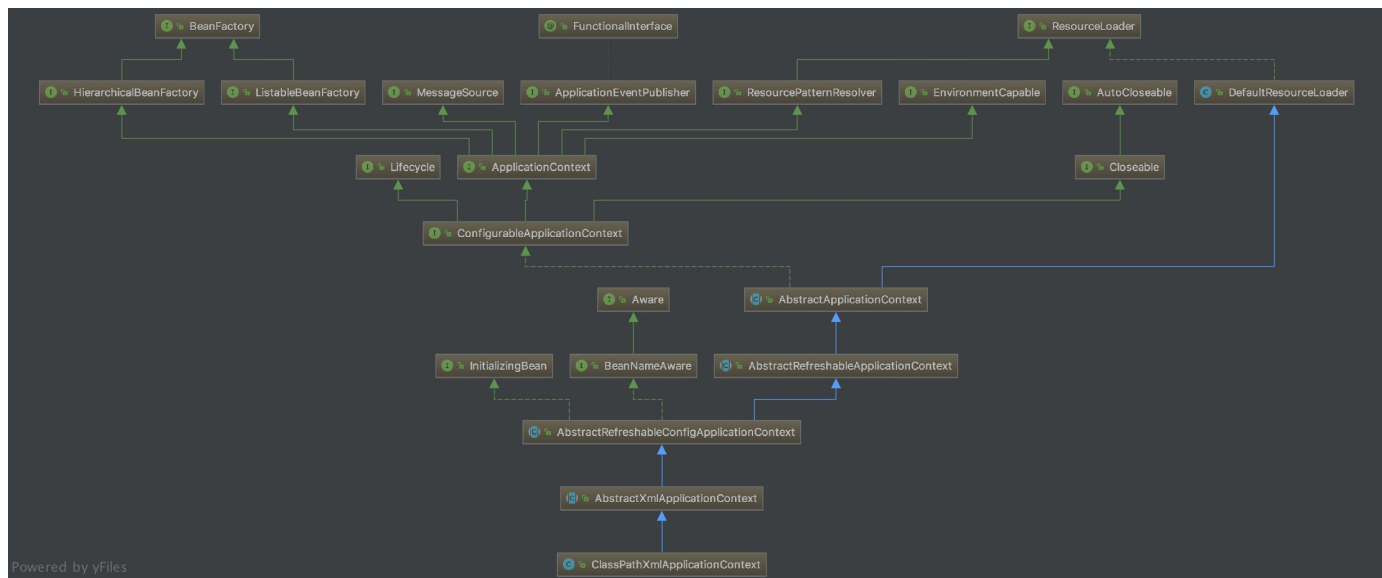 BeanFactory
FunctionalInterface
ResourceLoader
HierarchicalBeanFactory
ListableBeanFactory
MessageSource
ApplicationEventPublisher
ResourcePatternResolver
EnvironmentCapable
AutoCloseable
DefaultResourceLoader
Lifecycle
ApplicationContext
Closeable
ConfigurableApplicationContext
Aware
AbstractApplicationContext
InitializingBean
BeanNameAware
AbstractRefreshableApplicationContext
AbstractRefreshableConfigApplicationContext
AbstractXmlApplicationContext
ClassPathXmlApplicationContext
Powered by yFiles